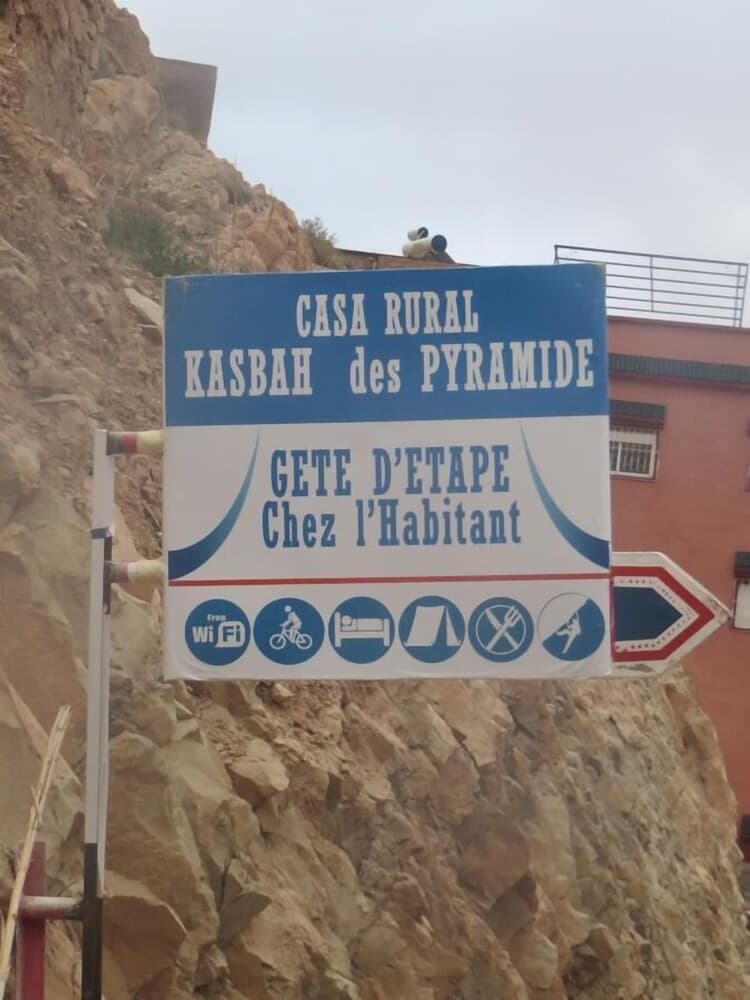 CASA RURAL
KASBAH des PYRAMIDE
GETE D'ETAPE
Chez l'Habitant
free
Wi Fi